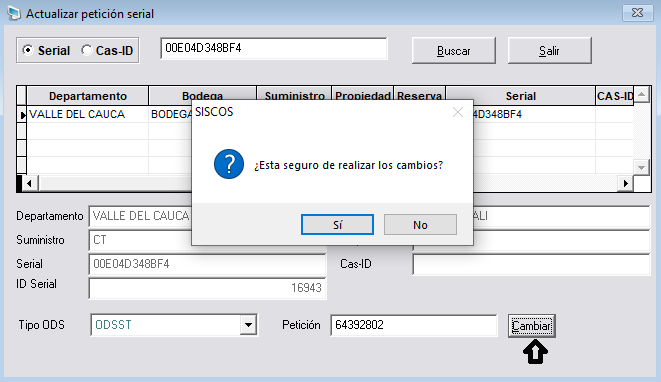 Actualizar petición serial
Serial Cas-ID 00E04D348BF4 Buscar Salir
Departamento Bodega Suministro Propiedad Reserva Serial CAS-ID
VALLE DEL CAUCA BODEGA 4D348BF4
SISCOS
¿Esta seguro de realizar los cambios?
Sí No
Departamento VALLE DEL CAUCA ALI
Suministro CT
Serial 00E04D348BF4 Cas-ID
ID Serial 16943
Tipo ODS ODSST Petición 64392802 Cambiar